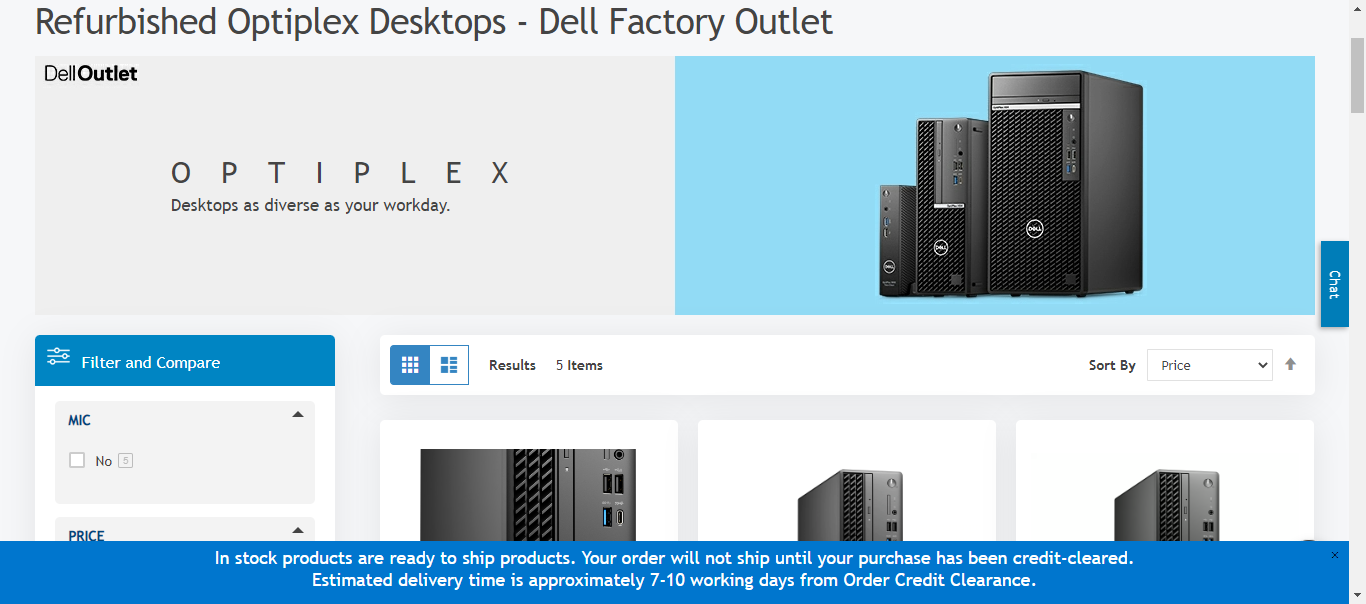 Refurbished Optiplex Desktops - Dell Factory Outlet
DellOutlet
OPTIPLEX
Desktops as diverse as your workday.
DELL
DELL
DELL
Chat
Filter and Compare
MIC
No 5
PRICE
Results 5 Items
Sort By Price
In stock products are ready to ship products. Your order will not ship until your purchase has been credit-cleared.
Estimated delivery time is approximately 7-10 working days from Order Credit Clearance.